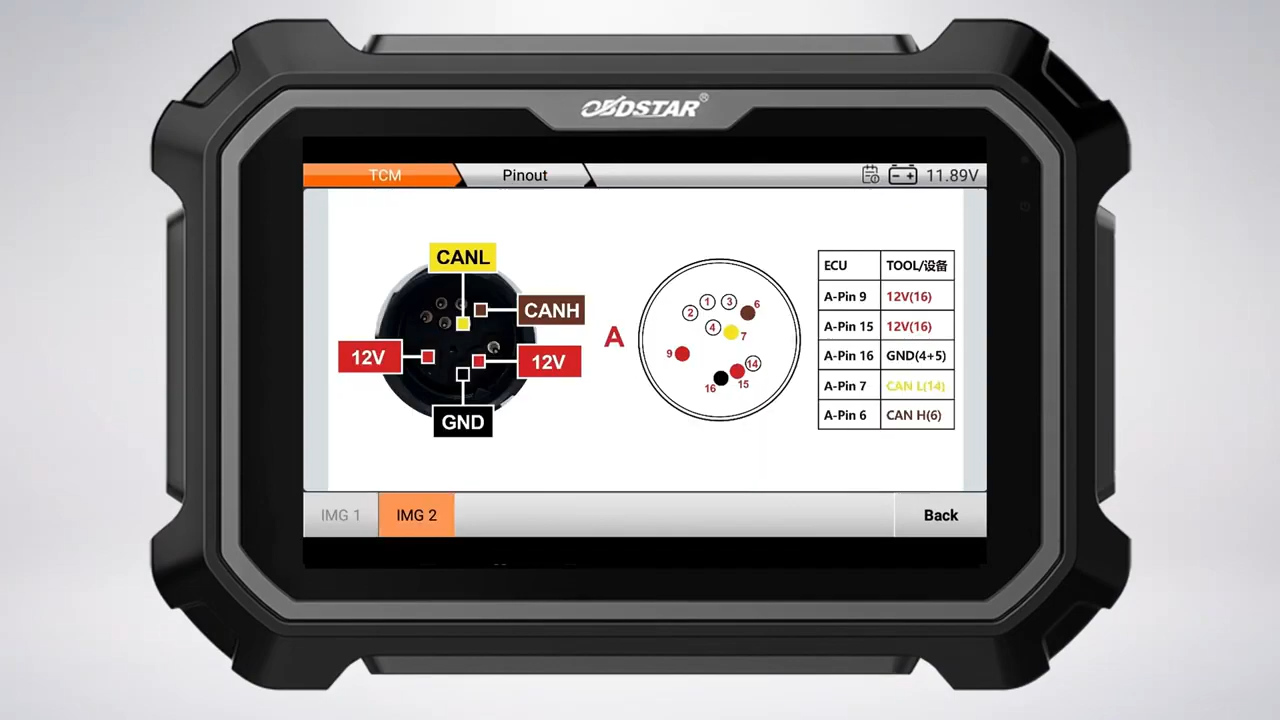 OBDSTAR®
TCM
Pinout
11.89V
CANL
CANH
12V
12V
GND
A
1
3
6
2
4
7
9
14
15
16
ECU TOOL/设备
A-Pin 9 12V(16)
A-Pin 15 12V(16)
A-Pin 16 GND(4+5)
A-Pin 7 CAN L(14)
A-Pin 6 CAN H(6)
IMG 1
IMG 2
Back